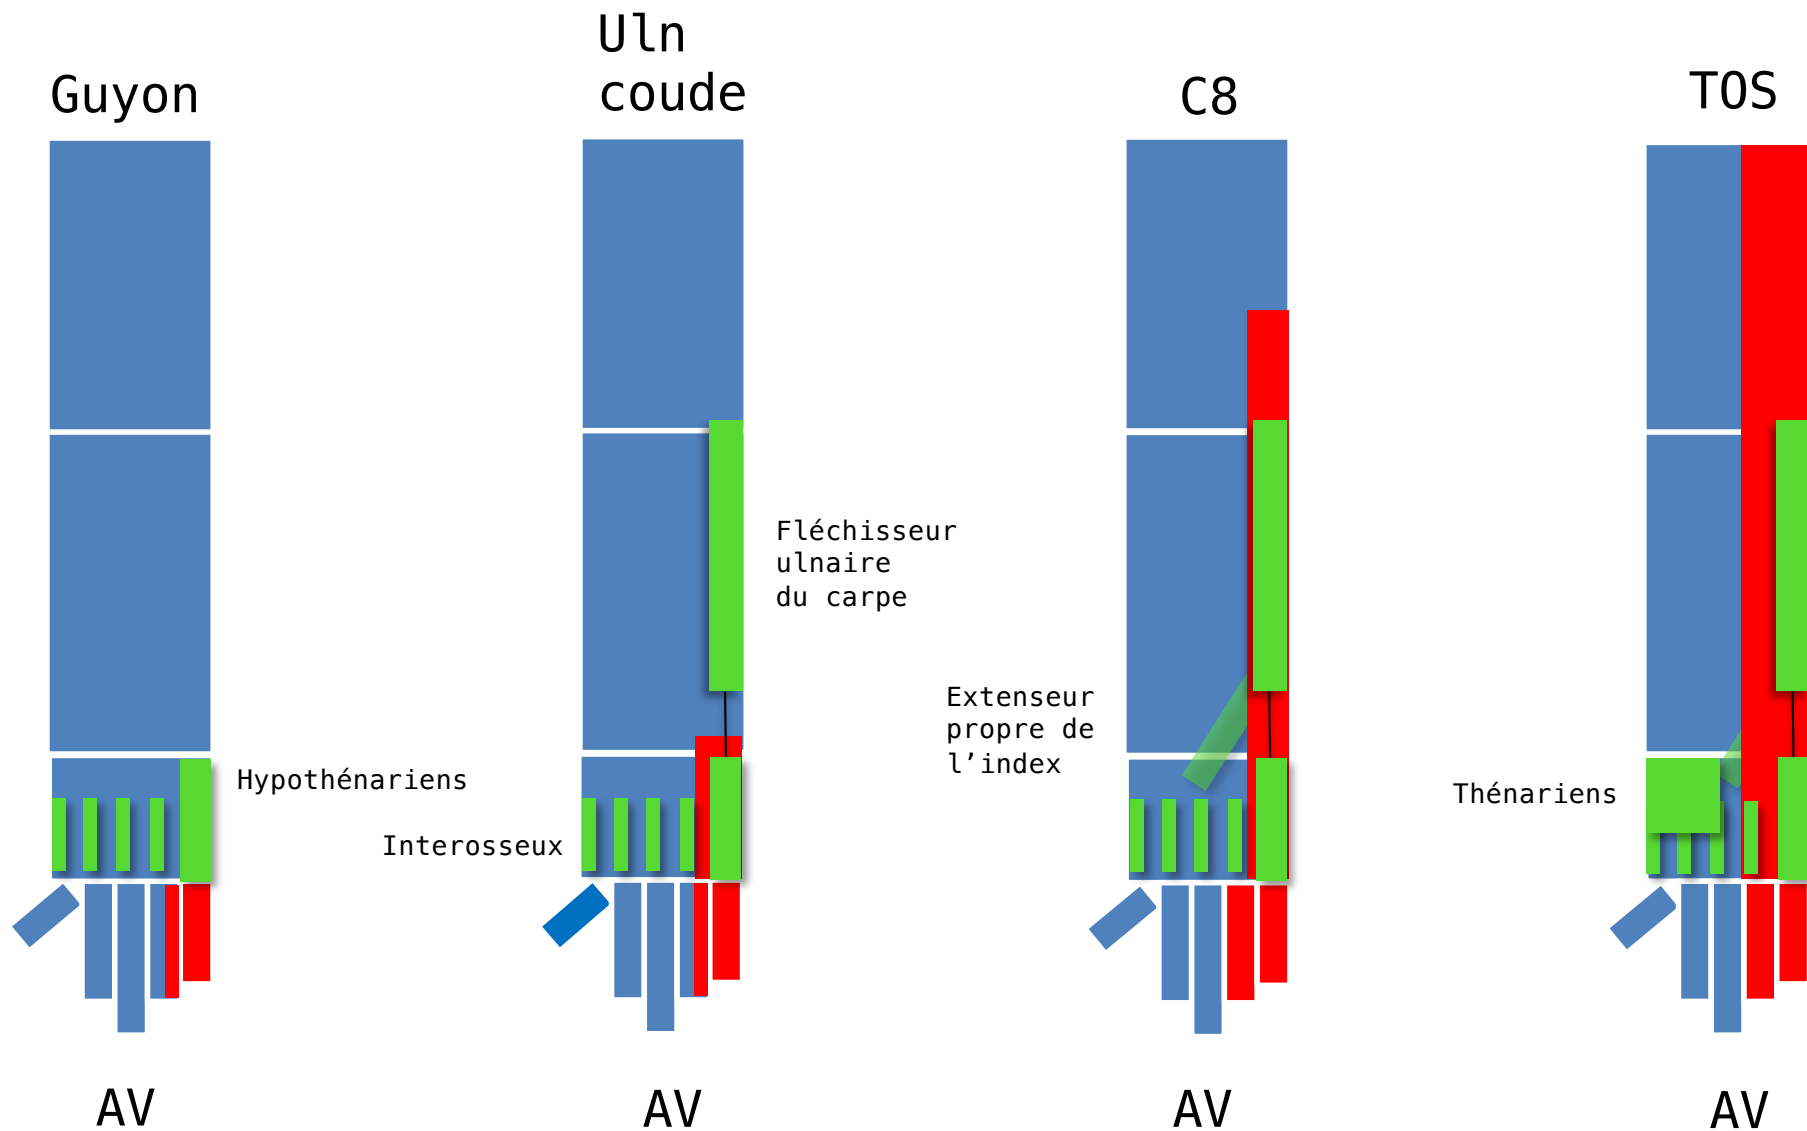 Guyon
Uln
coude
C8
TOS
Fléchisseur
ulnaire
du carpe
Extenseur
propre de
l’index
Hypothénariens
Interosseux
Thénariens
AV
AV
AV
AV